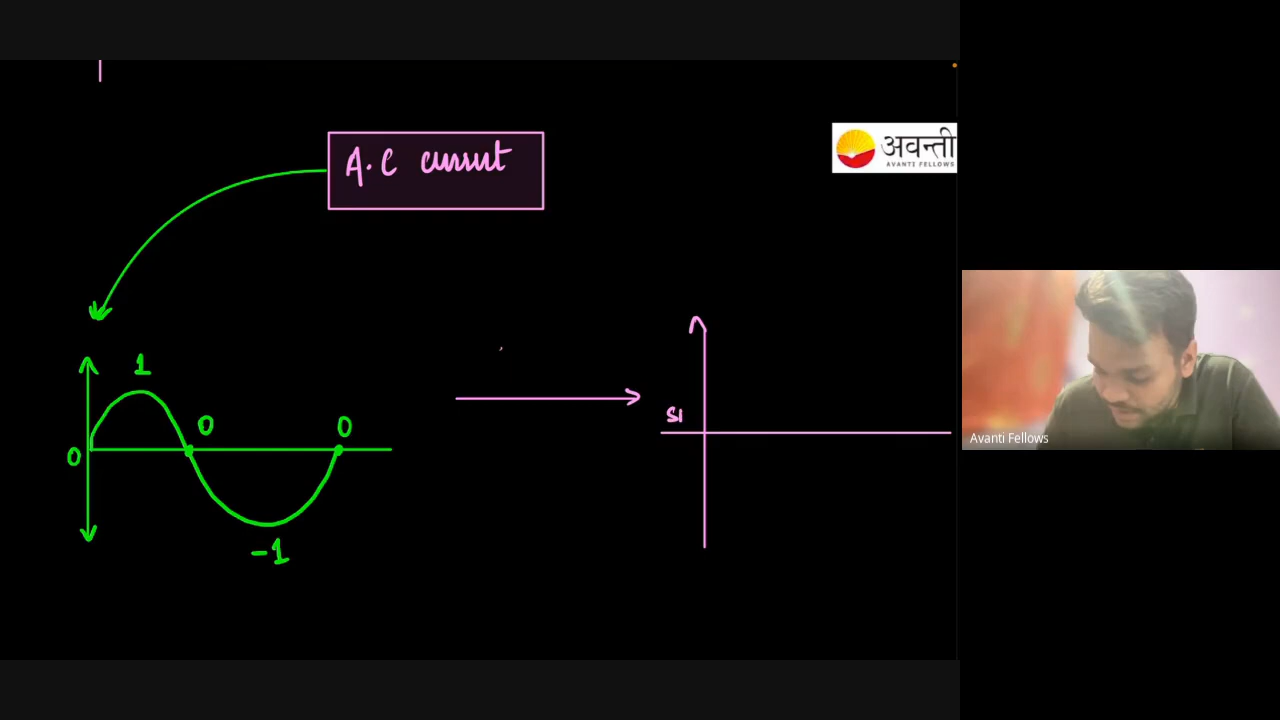 A.C current
अवन्ती
AVANTI FELLOWS
1
0
0
0
-1
SI
Avanti Fellows